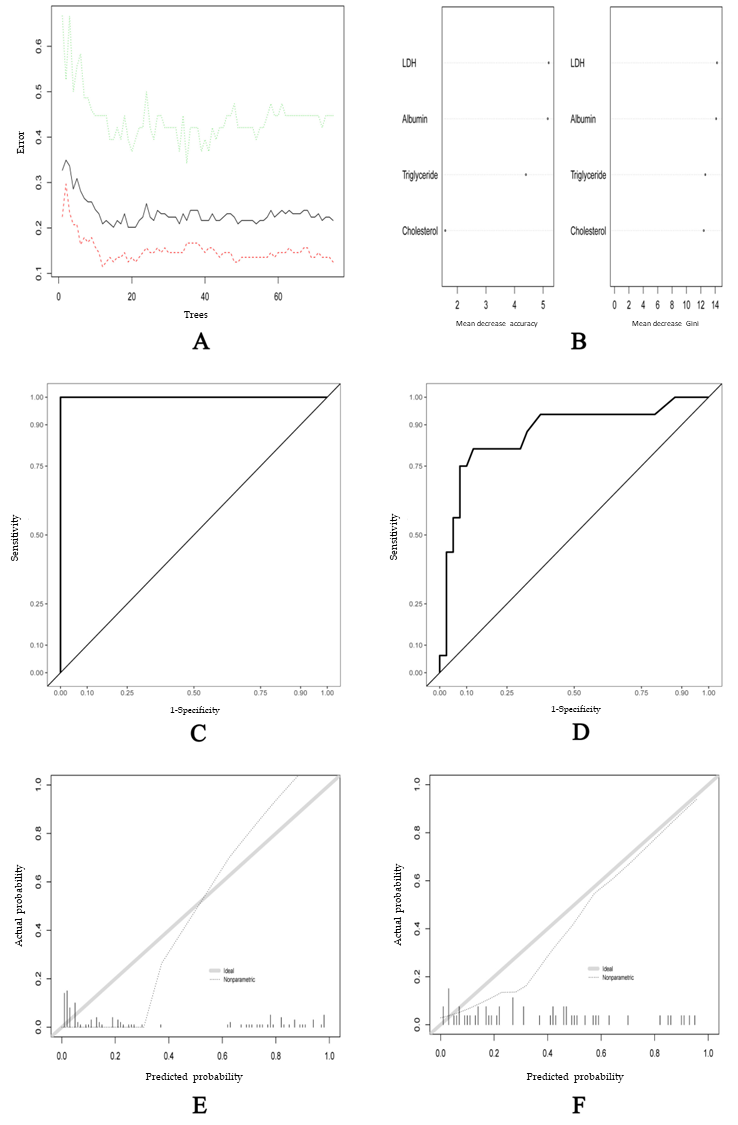 0.6
0.5
0.4
0.3
0.2
0.1
Error
0 20 40 60
Trees
A
LDH
Albumin
Triglyceride
Cholesterol
2 3 4 5
Mean decrease accuracy
LDH
Albumin
Triglyceride
Cholesterol
0 2 4 6 8 10 12 14
Mean decrease Gini
B
1.00
0.90
0.75
0.50
0.25
0.10
0.00
Sensitivity
0.00 0.10 0.25 0.50 0.75 0.90 1.00
1-Specificity
C
1.00
0.90
0.75
0.50
0.25
0.10
0.00
Sensitivity
0.00 0.10 0.25 0.50 0.75 0.90 1.00
1-Specificity
D
1.0
0.8
0.6
0.4
0.2
0.0
Actual probability
Ideal
Nonparametric
0.0 0.2 0.4 0.6 0.8 1.0
Predicted probability
E
1.0
0.8
0.6
0.4
0.2
0.0
Actual probability
Ideal
Nonparametric
0.0 0.2 0.4 0.6 0.8 1.0
Predicted probability
F